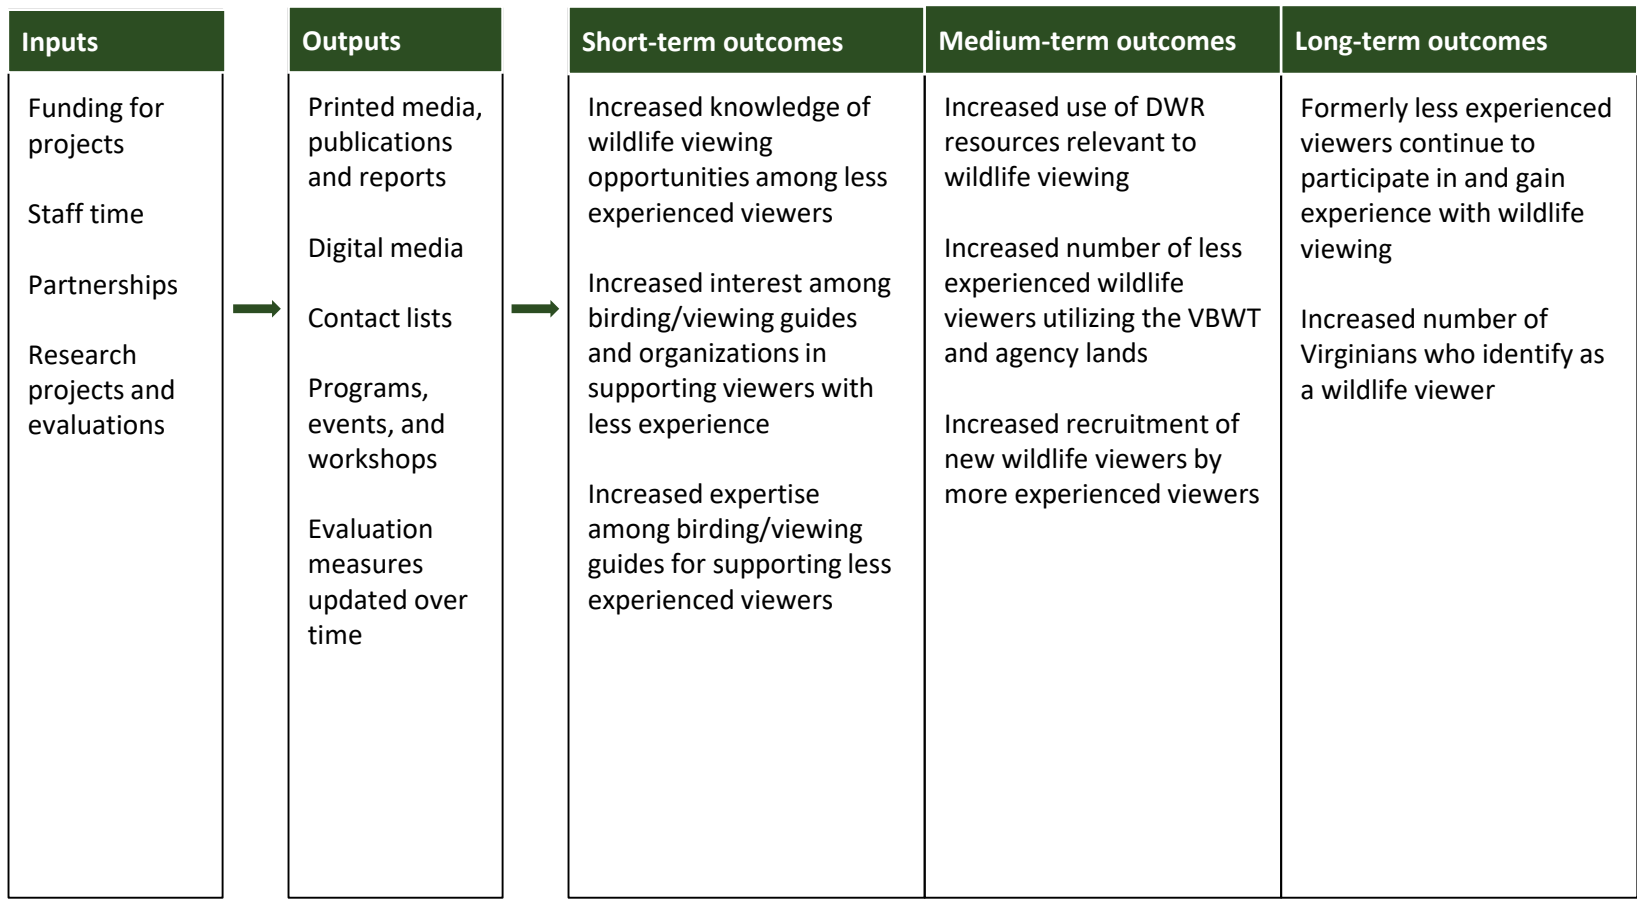 Inputs
Funding for
projects
Staff time
Partnerships
Research
projects and
evaluations
Outputs
Printed media,
publications
and reports
Digital media
Contact lists
Programs,
events, and
workshops
Evaluation
measures
updated over
time
Short-term outcomes
Increased knowledge of
wildlife viewing
opportunities among less
experienced viewers
Increased interest among
birding/viewing guides
and organizations in
supporting viewers with
less experience
Increased expertise
among birding/viewing
guides for supporting less
experienced viewers
Medium-term outcomes
Increased use of DWR
resources relevant to
wildlife viewing
Increased number of less
experienced wildlife
viewers utilizing the VBWT
and agency lands
Increased recruitment of
new wildlife viewers by
more experienced viewers
Long-term outcomes
Formerly less experienced
viewers continue to
participate in and gain
experience with wildlife
viewing
Increased number of
Virginians who identify as
a wildlife viewer